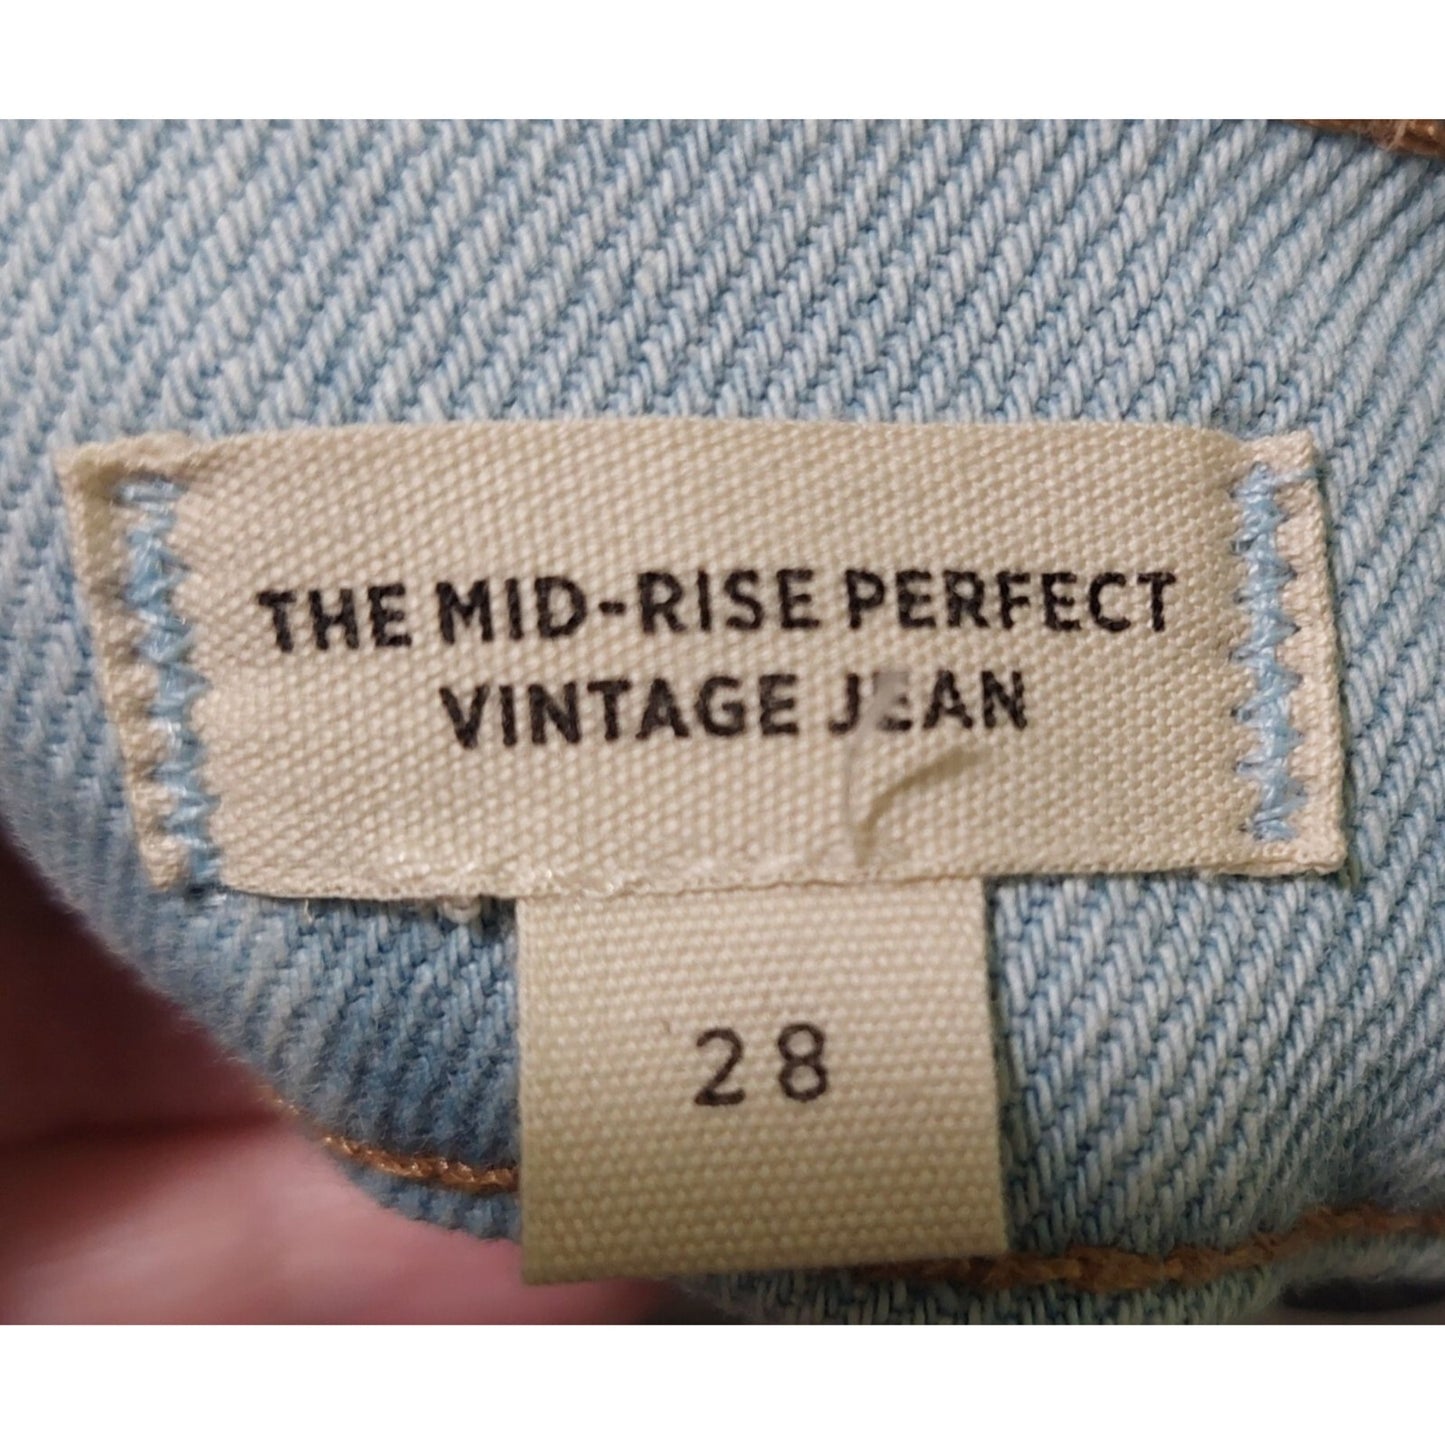 THE MID-RISE PERFECT
VINTAGE JEAN
28